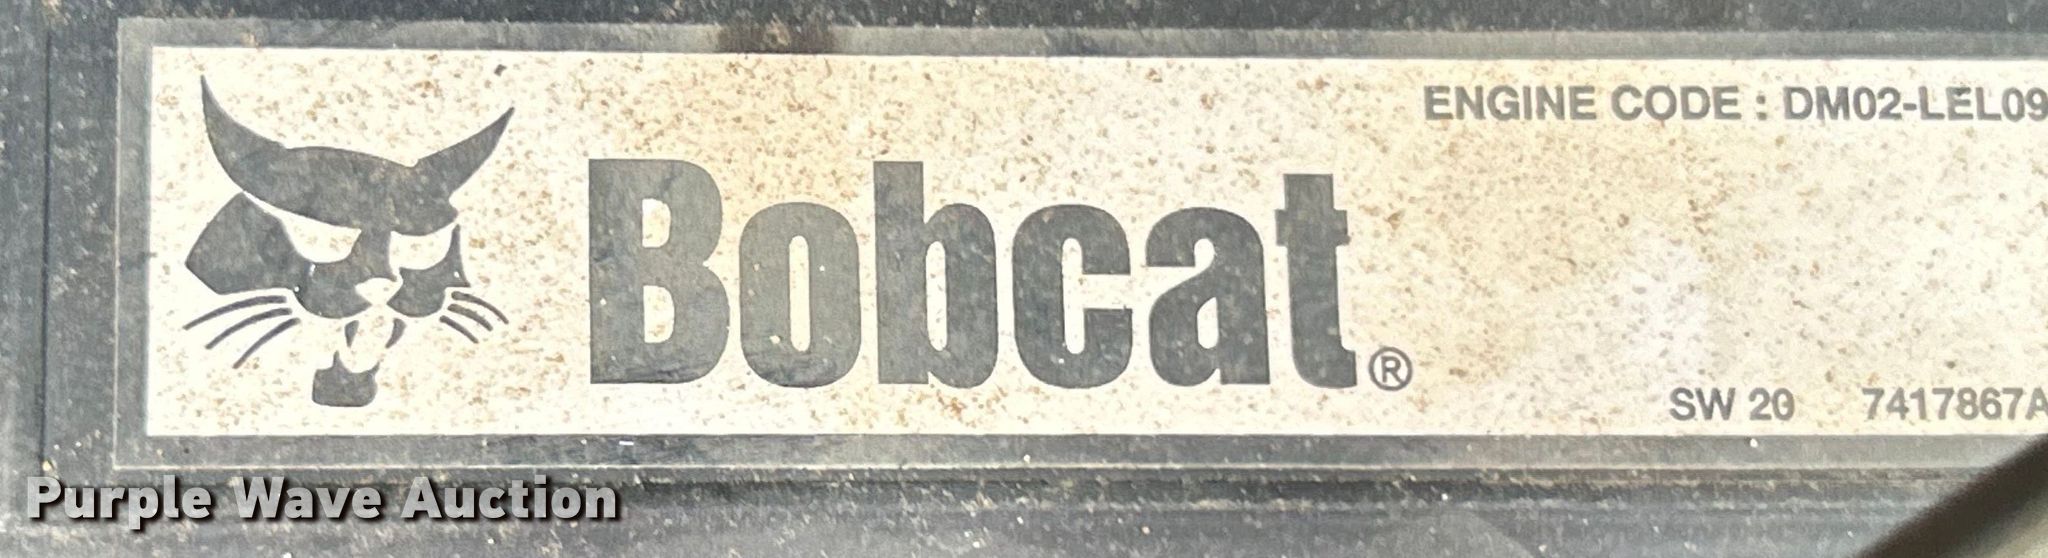 ENGINE CODE : DM02-LEL09
Bobcat®
SW 20 7417867A
Purple Wave Auction